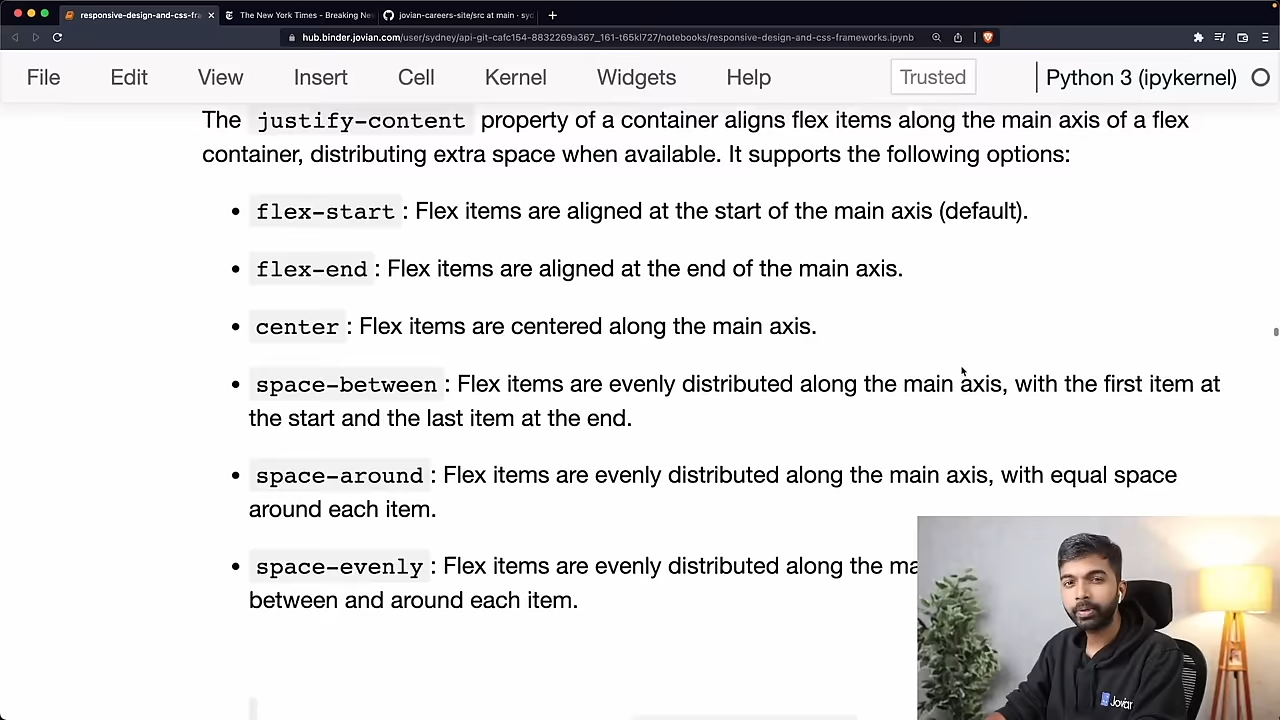 responsive-design-and-css-fra
The New York Times - Breaking Ne
jovian-careers-site/src at main · syd
hub.binder.jovian.com/user/sydney/api-git-cafc154-8832269a367_161-t65kl727/notebooks/responsive-design-and-css-frameworks.ipynb
File Edit View Insert Cell Kernel Widgets Help Trusted Python 3 (ipykernel)
The justify-content property of a container aligns flex items along the main axis of a flex
container, distributing extra space when available. It supports the following options:
• flex-start: Flex items are aligned at the start of the main axis (default).
• flex-end: Flex items are aligned at the end of the main axis.
• center: Flex items are centered along the main axis.
• space-between: Flex items are evenly distributed along the main axis, with the first item at
the start and the last item at the end.
• space-around: Flex items are evenly distributed along the main axis, with equal space
around each item.
• space-evenly: Flex items are evenly distributed along the ma
between and around each item.
Jovian